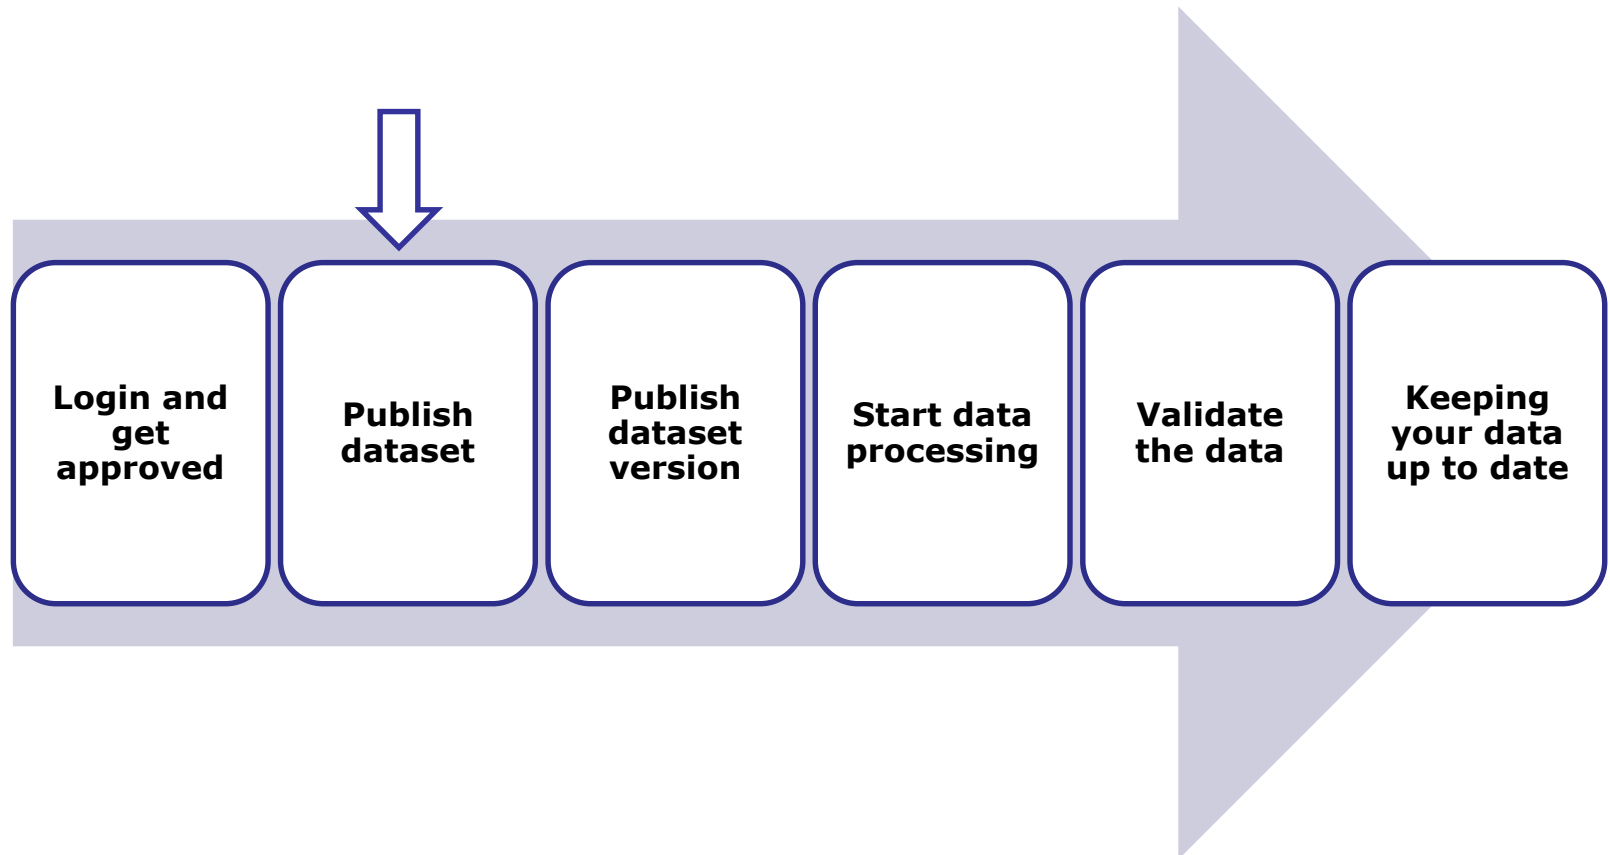 Login and
get
approved
Publish
dataset
Publish
dataset
version
Start data
processing
Validate
the data
Keeping
your data
up to date